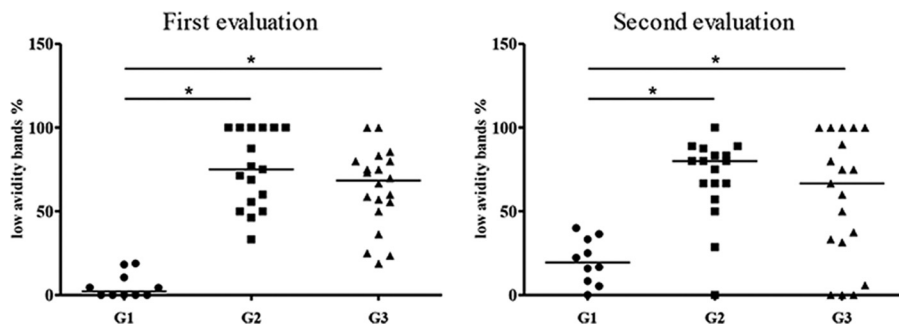 First evaluation
150
100
50
0
low avidity bands %
*
*
G1 G2 G3
Second evaluation
150
100
50
0
low avidity bands %
*
*
G1 G2 G3